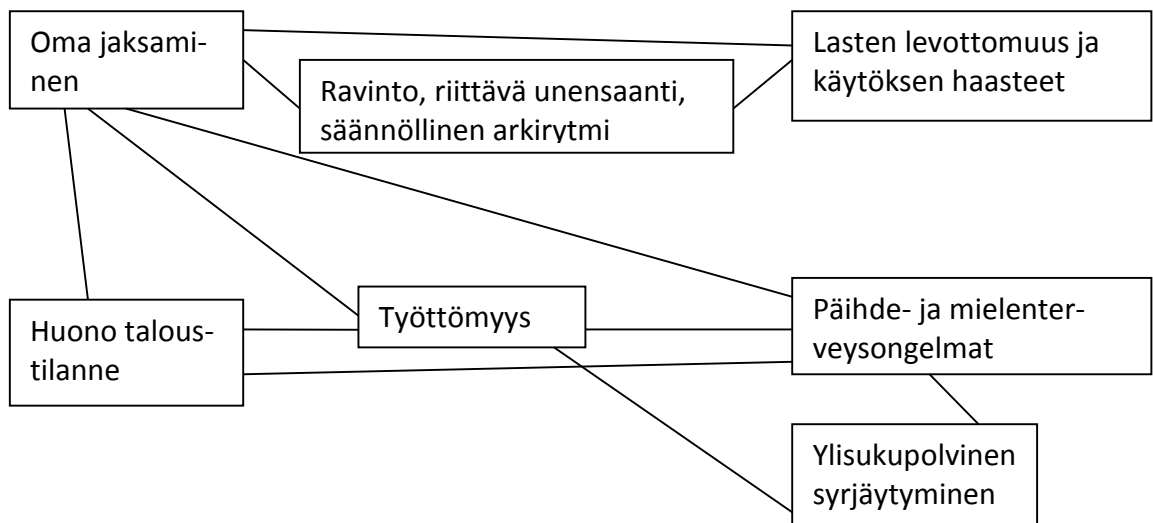 Oma jaksami-
nen
Lasten levottomuus ja
käytöksen haasteet
Ravinto, riittävä unensaanti,
säännöllinen arkirytmi
Huono talous-
tilanne
Työttömyys
Päihde- ja mielenter-
veysongelmat
Ylisukupolvinen
syrjäytyminen